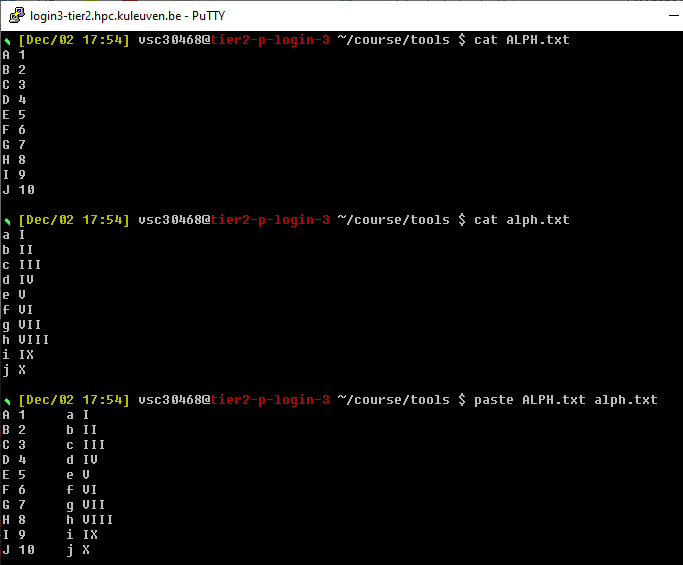 login3-tier2.hpc.kuleuven.be - PuTTY
[Dec/02 17:54] vsc30468@tier2-p-login-3 ~/course/tools $ cat ALPH.txt
A 1
B 2
C 3
D 4
E 5
F 6
G 7
H 8
I 9
J 10
[Dec/02 17:54] vsc30468@tier2-p-login-3 ~/course/tools $ cat alph.txt
a I
b II
c III
d IV
e V
f VI
g VII
h VIII
i IX
j X
[Dec/02 17:54] vsc30468@tier2-p-login-3 ~/course/tools $ paste ALPH.txt alph.txt
A 1     a I
B 2     b II
C 3     c III
D 4     d IV
E 5     e V
F 6     f VI
G 7     g VII
H 8     h VIII
I 9     i IX
J 10    j X